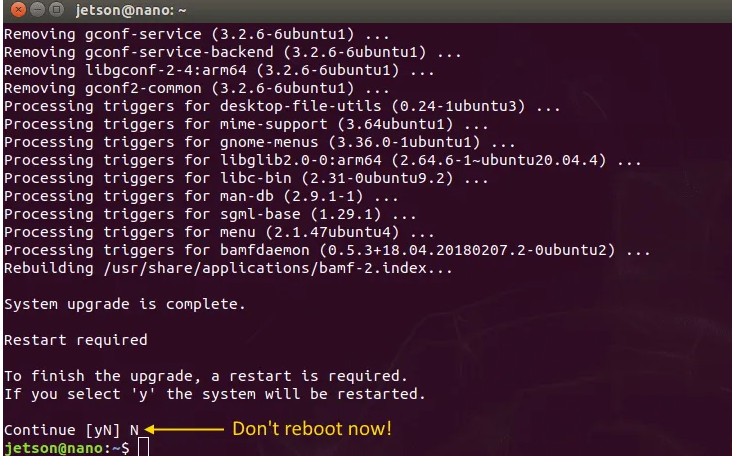 jetson@nano: ~
Removing gconf-service (3.2.6-6ubuntu1) ...
Removing gconf-service-backend (3.2.6-6ubuntu1) ...
Removing libgconf-2-4:arm64 (3.2.6-6ubuntu1) ...
Removing gconf2-common (3.2.6-6ubuntu1) ...
Processing triggers for desktop-file-utils (0.24-1ubuntu3) ...
Processing triggers for mime-support (3.64ubuntu1) ...
Processing triggers for gnome-menus (3.36.0-1ubuntu1) ...
Processing triggers for libglib2.0-0:arm64 (2.64.6-1~ubuntu20.04.4) ...
Processing triggers for libc-bin (2.31-0ubuntu9.2) ...
Processing triggers for man-db (2.9.1-1) ...
Processing triggers for sgml-base (1.29.1) ...
Processing triggers for menu (2.1.47ubuntu4) ...
Processing triggers for bamfdaemon (0.5.3+18.04.20180207.2-0ubuntu2) ...
Rebuilding /usr/share/applications/bamf-2.index...
System upgrade is complete.
Restart required
To finish the upgrade, a restart is required.
If you select 'y' the system will be restarted.
Continue [yN] N Don't reboot now!
jetson@nano:~$